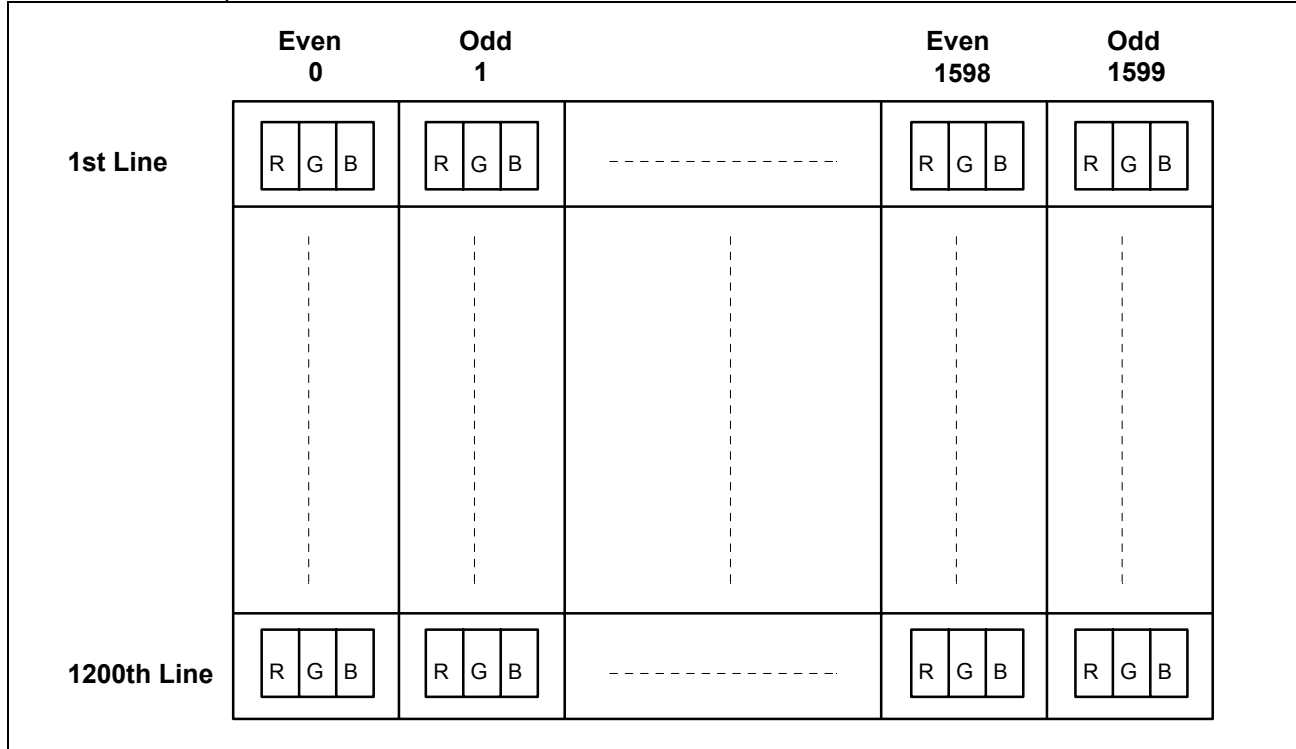 Even Odd Even Odd
0 1 1598 1599
1st Line R G B R G B R G B R G B
1200th Line R G B R G B R G B R G B